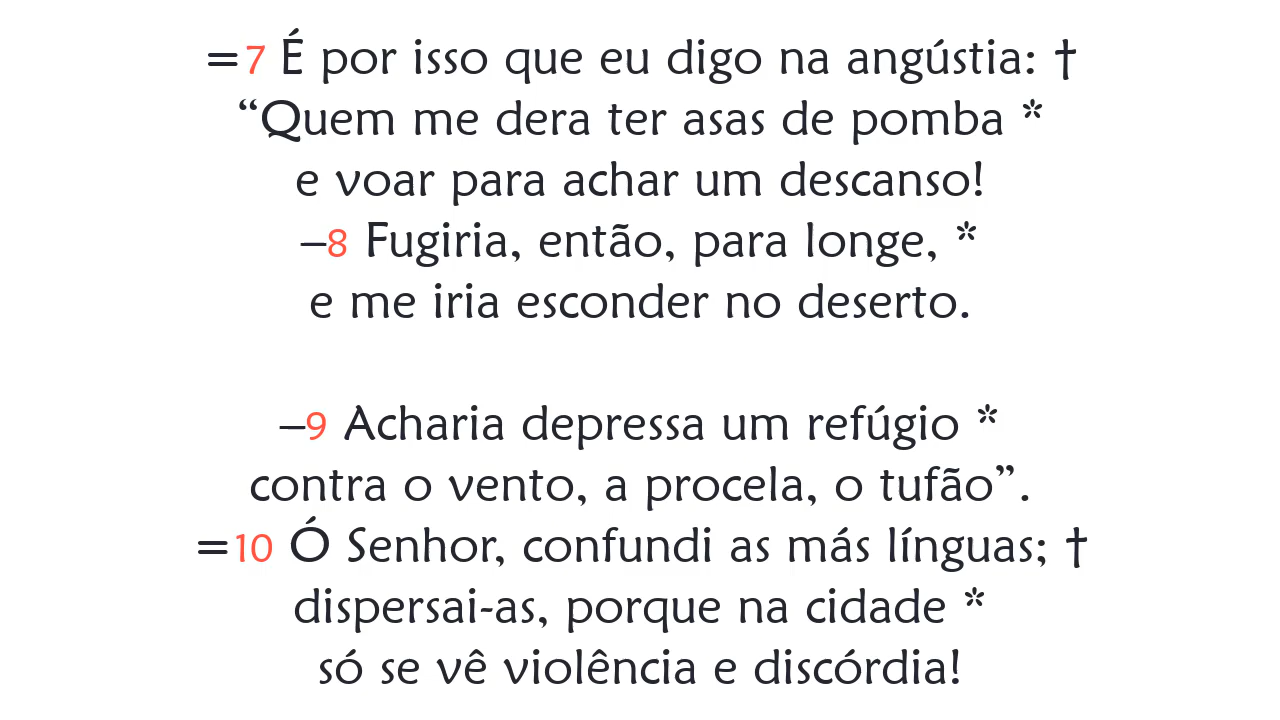 =7 É por isso que eu digo na angústia: †
“Quem me dera ter asas de pomba *
e voar para achar um descanso!
–8 Fugiria, então, para longe, *
e me iria esconder no deserto.
–9 Acharia depressa um refúgio *
contra o vento, a procela, o tufão”.
=10 Ó Senhor, confundi as más línguas; †
dispersai-as, porque na cidade *
só se vê violência e discórdia!